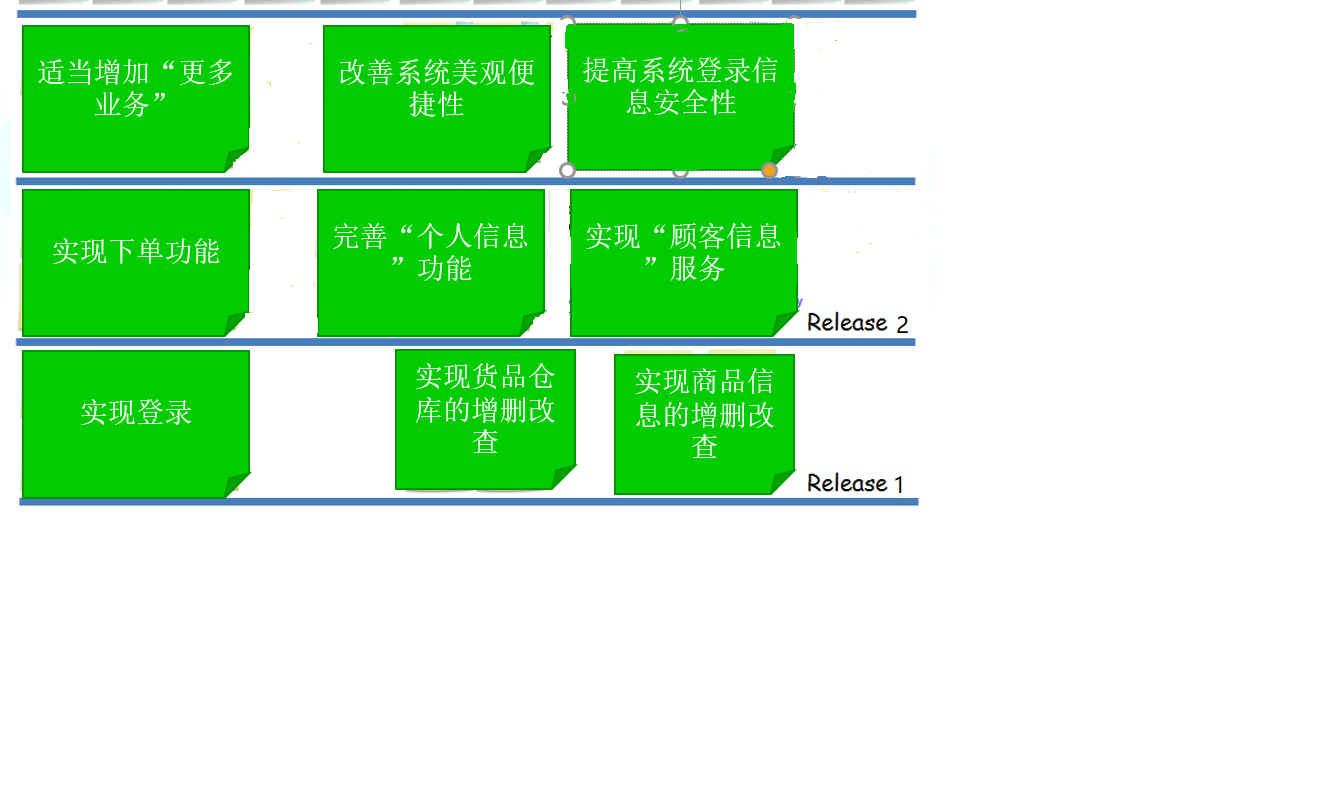 适当增加“更多
业务”
改善系统美观便
捷性
提高系统登录信
息安全性
实现下单功能
完善“个人信息
”功能
实现“顾客信息
”服务
Release 2
实现登录
实现货品仓
库的增删改
查
实现商品信
息的增删改
查
Release 1